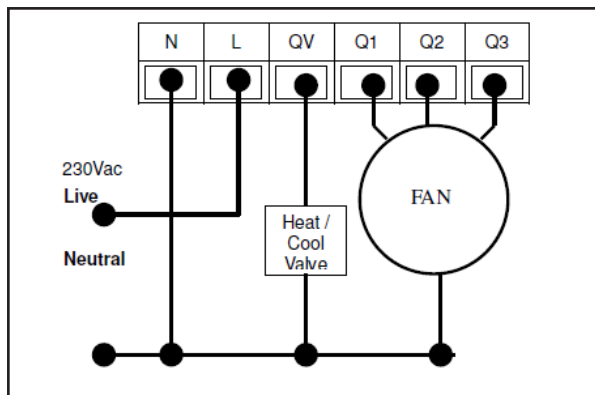 N L QV Q1 Q2 Q3
230Vac
Live
Neutral
Heat /
Cool
Valve
FAN